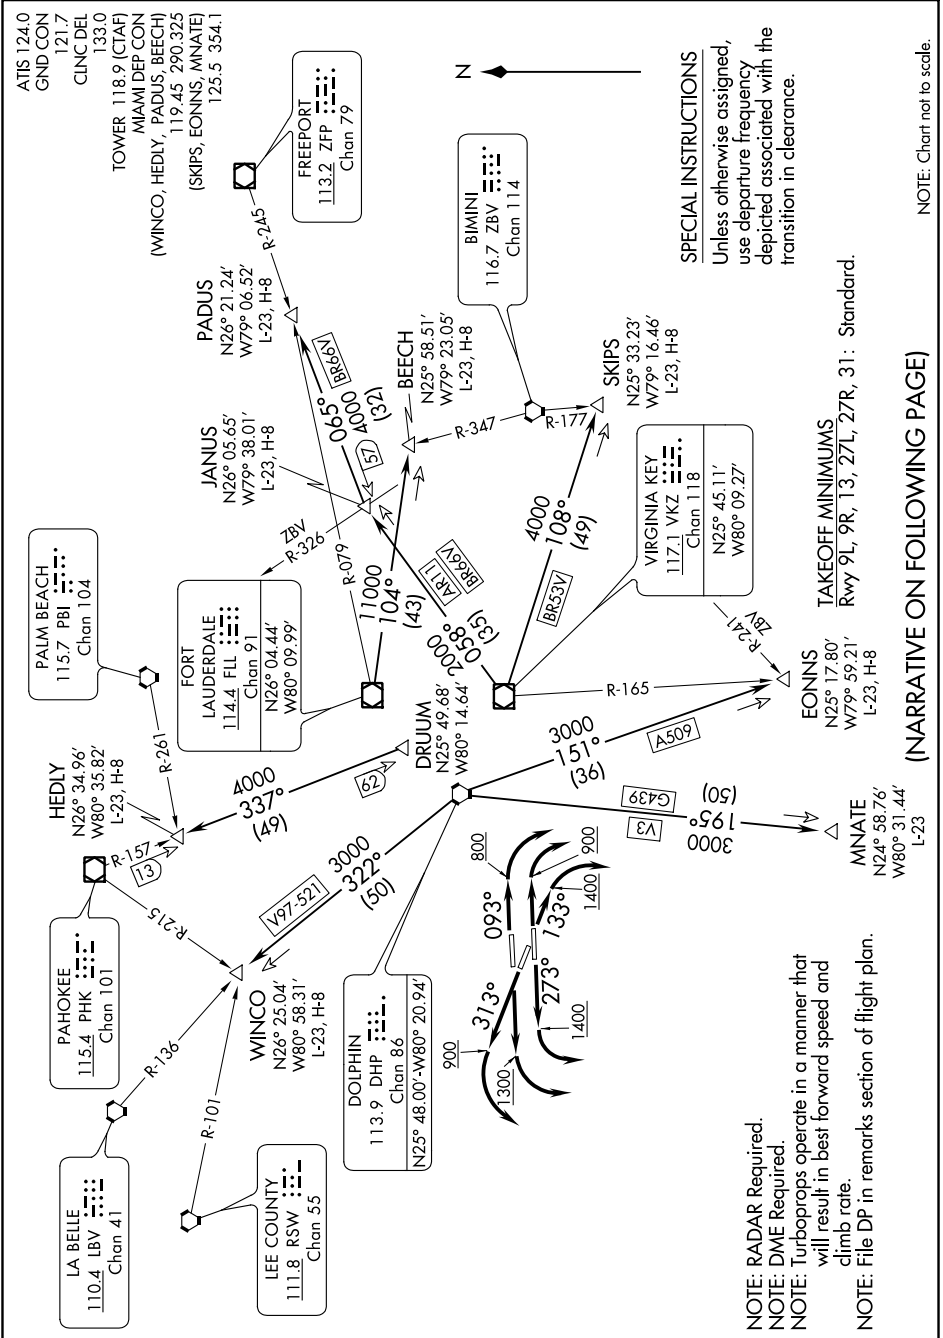 ATIS 124.0
GND CON
121.7
CLNC DEL
133.0
TOWER 118.9 (CTAF)
MIAMI DEP CON
(WINCO, HEDLY, PADUS, BEECH)
119.45 290.325
(SKIPS, EONNS, MNATE)
125.5 354.1
FREEPORT
113.2 ZFP
Chan 79
R-245
PADUS
N26° 21.24′
W79° 06.52′
L-23, H-8
N
PALM BEACH
115.7 PBI
Chan 104
R-261
JANUS
N26° 05.65′
W79° 38.01′
L-23, H-8
BR66V
065°
4000
(32)
57
BEECH
N25° 58.51′
W79° 23.05′
L-23, H-8
BIMINI
116.7 ZBV
Chan 114
R-347
R-177
SKIPS
N25° 33.23′
W79° 16.46′
L-23, H-8
SPECIAL INSTRUCTIONS
Unless otherwise assigned,
use departure frequency
depicted associated with the
transition in clearance.
HEDLY
N26° 34.96′
W80° 35.82′
L-23, H-8
FORT
LAUDERDALE
114.4 FLL
Chan 91
N26° 04.44′
W80° 09.99′
ZBV
R-326
R-079
11000
104°
(43)
AR11
BR66V
2000
058°
(35)
4000
108°
(49)
BR53V
VIRGINIA KEY
117.1 VKZ
Chan 118
N25° 45.11′
W80° 09.27′
PAHOKEE
115.4 PHK
Chan 101
R-157
13
R-215
4000
337°
(49)
62
DRUUM
N25° 49.68′
W80° 14.64′
R-165
R-241
ZBV
EONNS
N25° 17.80′
W79° 59.21′
L-23, H-8
3000
151°
(36)
A509
LA BELLE
110.4 LBV
Chan 41
R-136
R-101
LEE COUNTY
111.8 RSW
Chan 55
WINCO
N26° 25.04′
W80° 58.31′
L-23, H-8
V97-521
3000
322°
(50)
DOLPHIN
113.9 DHP
Chan 86
N25° 48.00′-W80° 20.94′
G439
V3
(50)
195°
3000
MNATE
N24° 58.76′
W80° 31.44′
L-23
800
900
093°
133°
1400
313°
273°
900
1300
1400
TAKEOFF MINIMUMS
Rwy 9L, 9R, 13, 27L, 27R, 31: Standard.
NOTE: RADAR Required.
NOTE: DME Required.
NOTE: Turboprops operate in a manner that
will result in best forward speed and
climb rate.
NOTE: File DP in remarks section of flight plan.
(NARRATIVE ON FOLLOWING PAGE)
NOTE: Chart not to scale.